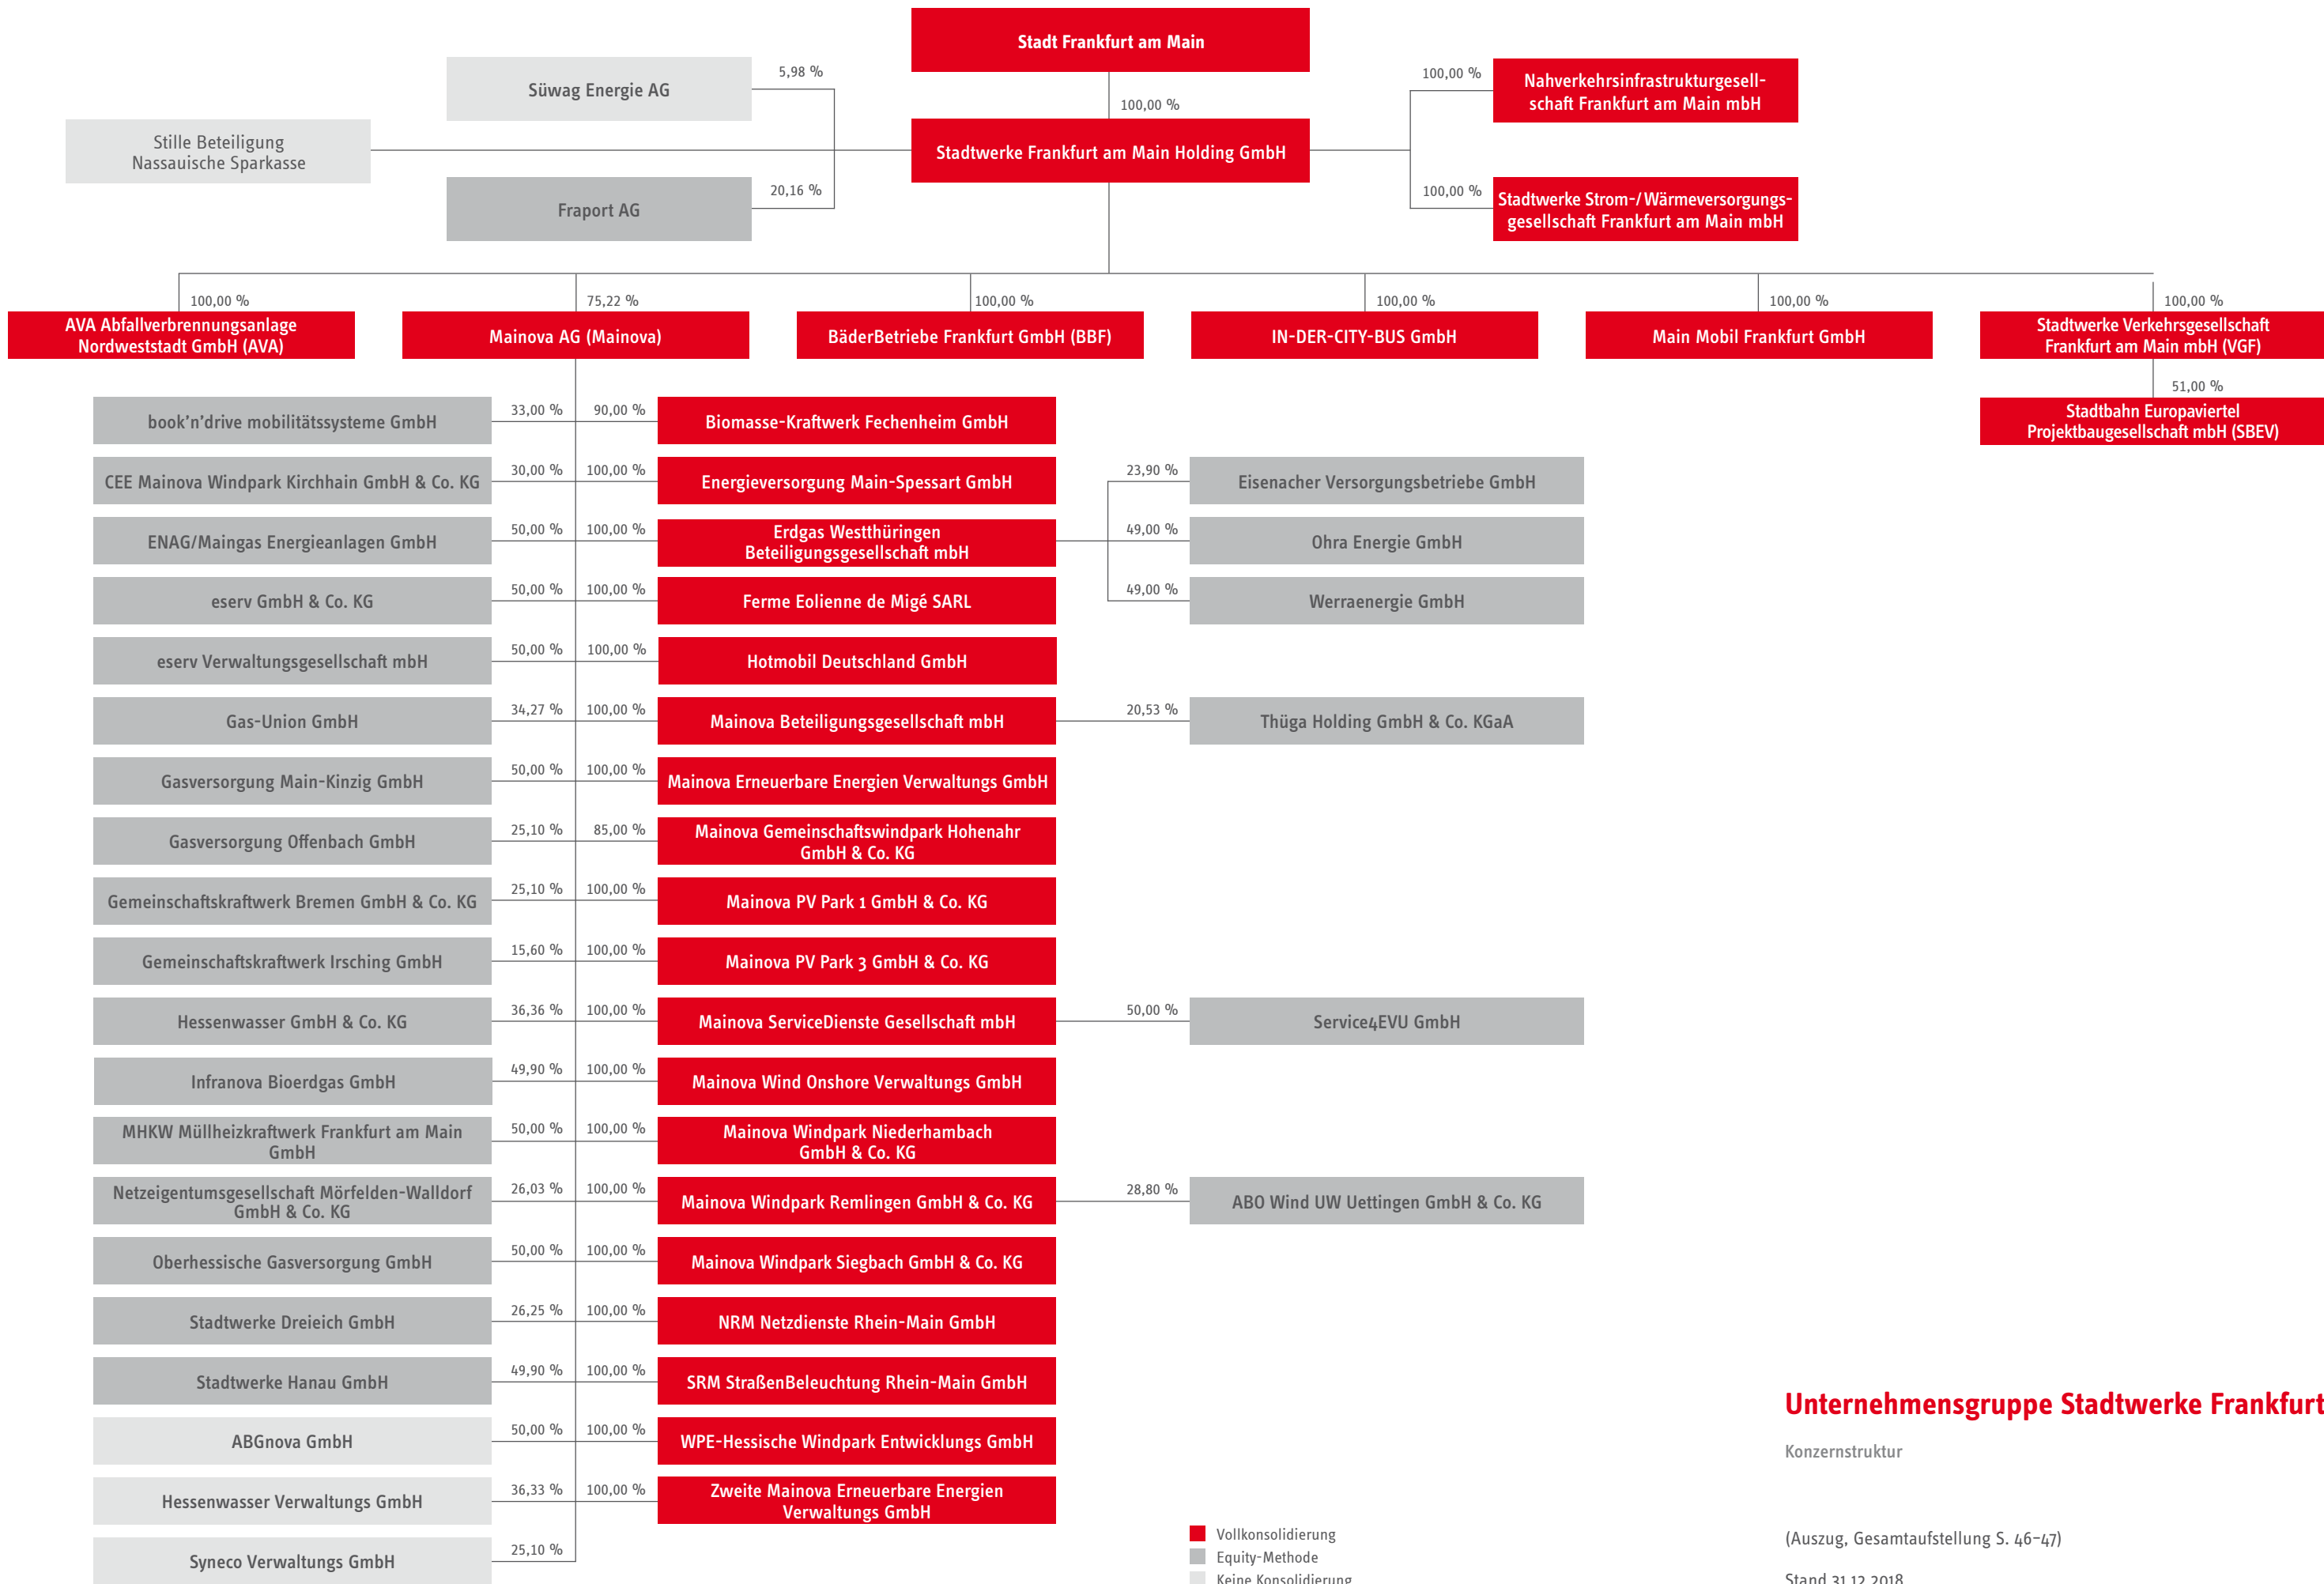 Stadt Frankfurt am Main
100,00 %
Süwag Energie AG
5,98 %
Stille Beteiligung
Nassauische Sparkasse
Fraport AG
20,16 %
Stadtwerke Frankfurt am Main Holding GmbH
100,00 %
Nahverkehrsinfrastrukturgesell-
schaft Frankfurt am Main mbH
100,00 %
Stadtwerke Strom-/Wärmeversorgungs-
gesellschaft Frankfurt am Main mbH
100,00 %
AVA Abfallverbrennungsanlage
Nordweststadt GmbH (AVA)
75,22 %
Mainova AG (Mainova)
100,00 %
BäderBetriebe Frankfurt GmbH (BBF)
100,00 %
IN-DER-CITY-BUS GmbH
100,00 %
Main Mobil Frankfurt GmbH
100,00 %
Stadtwerke Verkehrsgesellschaft
Frankfurt am Main mbH (VGF)
51,00 %
Stadtbahn Europaviertel
Projektbaugesellschaft mbH (SBEV)
book’n’drive mobilitätssysteme GmbH
33,00 %
90,00 %
Biomasse-Kraftwerk Fechenheim GmbH
CEE Mainova Windpark Kirchhain GmbH & Co. KG
30,00 %
100,00 %
Energieversorgung Main-Spessart GmbH
23,90 %
Eisenacher Versorgungsbetriebe GmbH
ENAG/Maingas Energieanlagen GmbH
50,00 %
100,00 %
Erdgas Westthüringen
Beteiligungsgesellschaft mbH
49,00 %
Ohra Energie GmbH
eserv GmbH & Co. KG
50,00 %
100,00 %
Ferme Eolienne de Migé SARL
49,00 %
Werraenergie GmbH
eserv Verwaltungsgesellschaft mbH
50,00 %
100,00 %
Hotmobil Deutschland GmbH
Gas-Union GmbH
34,27 %
100,00 %
Mainova Beteiligungsgesellschaft mbH
20,53 %
Thüga Holding GmbH & Co. KGaA
Gasversorgung Main-Kinzig GmbH
50,00 %
100,00 %
Mainova Erneuerbare Energien Verwaltungs GmbH
Gasversorgung Offenbach GmbH
25,10 %
85,00 %
Mainova Gemeinschaftswindpark Hohenahr
GmbH & Co. KG
Gemeinschaftskraftwerk Bremen GmbH & Co. KG
25,10 %
100,00 %
Mainova PV Park 1 GmbH & Co. KG
Gemeinschaftskraftwerk Irsching GmbH
15,60 %
100,00 %
Mainova PV Park 3 GmbH & Co. KG
Hessenwasser GmbH & Co. KG
36,36 %
100,00 %
Mainova ServiceDienste Gesellschaft mbH
50,00 %
Service4EVU GmbH
Infranova Bioerdgas GmbH
49,90 %
100,00 %
Mainova Wind Onshore Verwaltungs GmbH
MHKW Müllheizkraftwerk Frankfurt am Main
GmbH
50,00 %
100,00 %
Mainova Windpark Niederhambach
GmbH & Co. KG
Netzeigentumsgesellschaft Mörfelden-Walldorf
GmbH & Co. KG
26,03 %
100,00 %
Mainova Windpark Remlingen GmbH & Co. KG
28,80 %
ABO Wind UW Uettingen GmbH & Co. KG
Oberhessische Gasversorgung GmbH
50,00 %
100,00 %
Mainova Windpark Siegbach GmbH & Co. KG
Stadtwerke Dreieich GmbH
26,25 %
100,00 %
NRM Netzdienste Rhein-Main GmbH
Stadtwerke Hanau GmbH
49,90 %
100,00 %
SRM StraßenBeleuchtung Rhein-Main GmbH
ABGnova GmbH
50,00 %
100,00 %
WPE-Hessische Windpark Entwicklungs GmbH
Hessenwasser Verwaltungs GmbH
36,33 %
100,00 %
Zweite Mainova Erneuerbare Energien
Verwaltungs GmbH
Syneco Verwaltungs GmbH
25,10 %
Vollkonsolidierung
Equity-Methode
Keine Konsolidierung
Unternehmensgruppe Stadtwerke Frankfurt
Konzernstruktur
(Auszug, Gesamtaufstellung S. 46–47)
Stand 31.12.2018